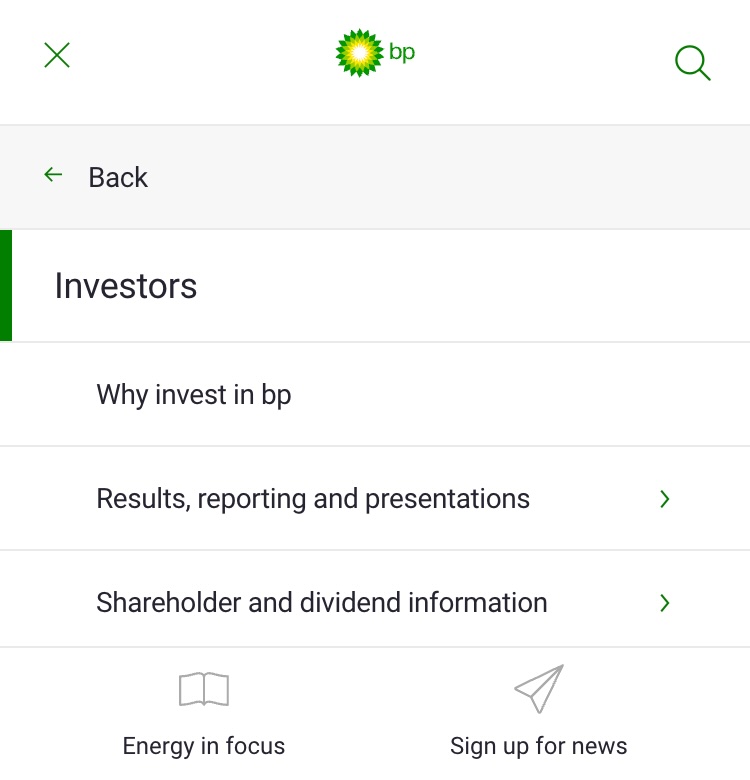 bp
Back
Investors
Why invest in bp
Results, reporting and presentations
Shareholder and dividend information
Energy in focus
Sign up for news